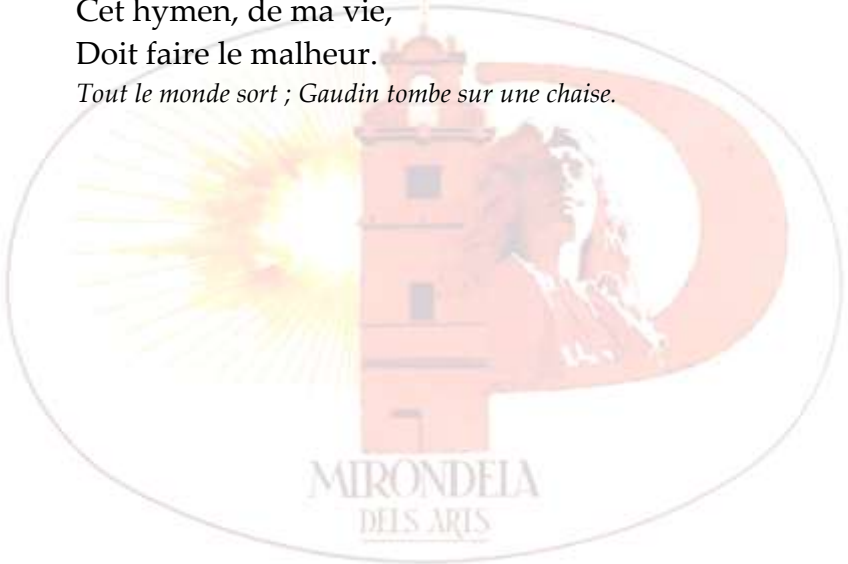 Cet hymen, de ma vie,
Doit faire le malheur.
Tout le monde sort ; Gaudin tombe sur une chaise.
MIRONDELA
DELS ARTS